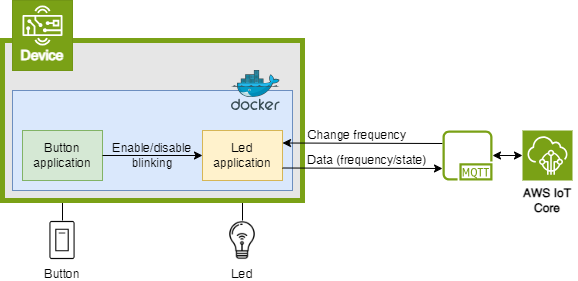 Device
docker
Button
application
Enable/disable
blinking
Led
application
Change frequency
Data (frequency/state)
MQTT
AWS IoT
Core
Button
Led